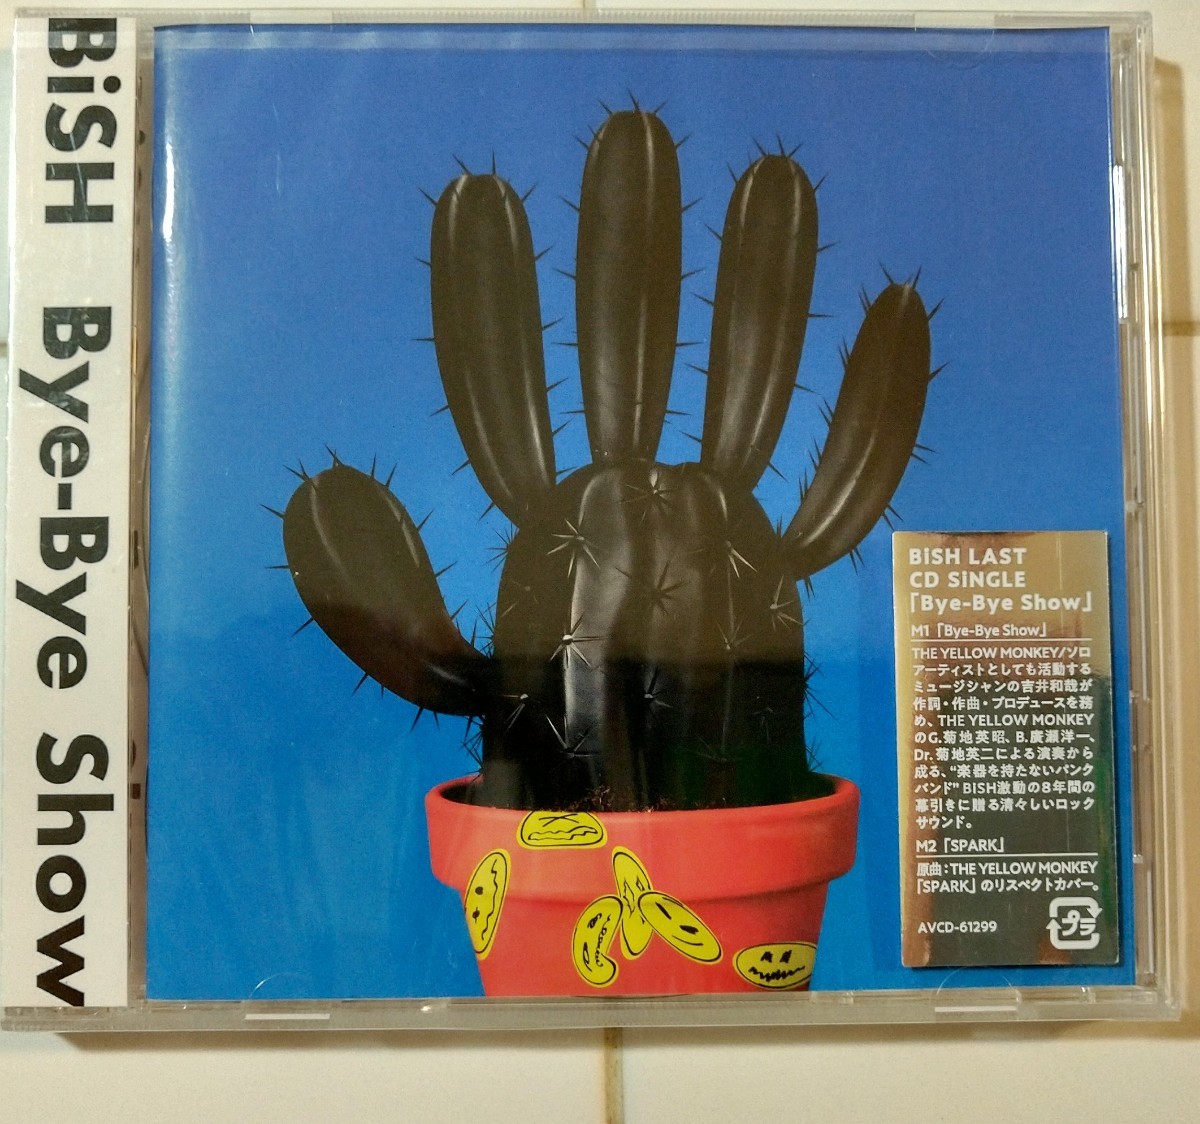 BiSH Bye-Bye Show
BiSH LAST
CD SiNGLE
「Bye-Bye Show」
M1「Bye-Bye Show」
THE YELLOW MONKEY/ソロ
アーティストとしても活動する
ミュージシャンの吉井和哉が
作詞・作曲・プロデュースを務
め、THE YELLOW MONKEY
のG.菊地英昭、B.廣瀬洋一、
Dr.菊地英二による演奏から
成る、“楽器を持たないパンク
バンド”BiSH激動の8年間の
幕引きに贈る清々しいロック
サウンド。
M2「SPARK」
原曲：THE YELLOW MONKEY
「SPARK」のリスペクトカバー。
AVCD-61299
プラ